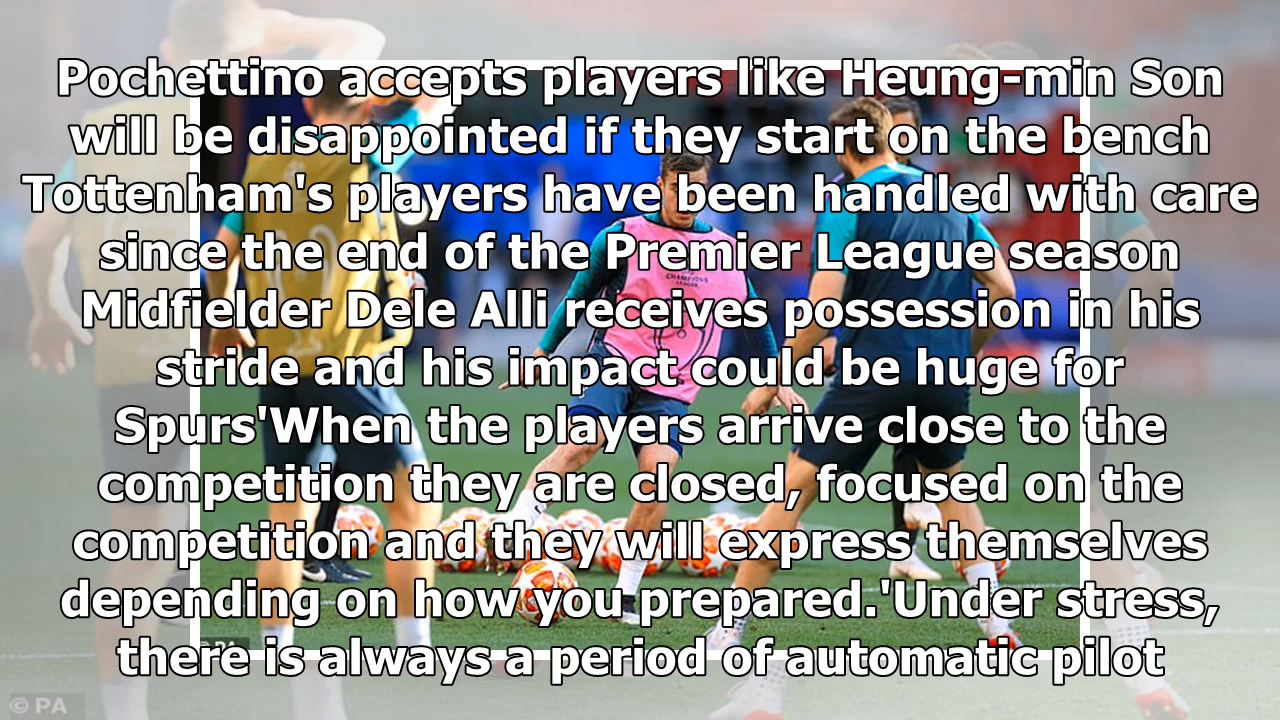 Pochettino accepts players like Heung-min Son
will be disappointed if they start on the bench
Tottenham's players have been handled with care
since the end of the Premier League season
Midfielder Dele Alli receives possession in his
stride and his impact could be huge for
Spurs'When the players arrive close to the
competition they are closed, focused on the
competition and they will express themselves
depending on how you prepared.'Under stress,
there is always a period of automatic pilot
CHAMPIONS
LEAGUE
© PA
© PA